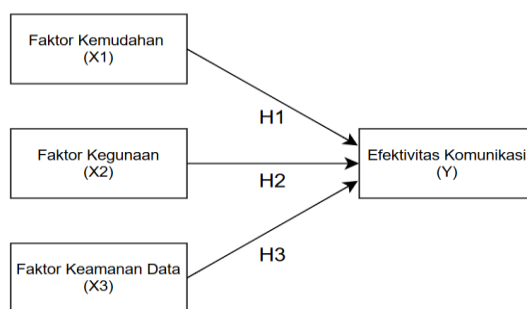 Faktor Kemudahan
(X1)
H1
Faktor Kegunaan
(X2)
H2
Efektivitas Komunikasi
(Y)
H3
Faktor Keamanan Data
(X3)